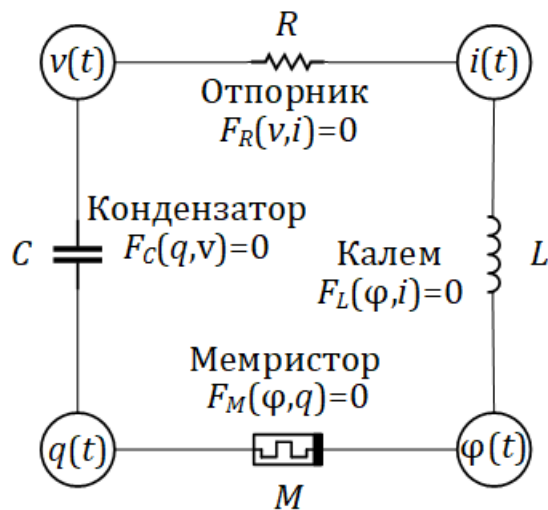 R
v(t)
i(t)
Отпорник
F_R(v,i)=0
Кондензатор
C
F_C(q,v)=0
Калем
L
F_L(φ,i)=0
Мемристор
F_M(φ,q)=0
q(t)
φ(t)
M